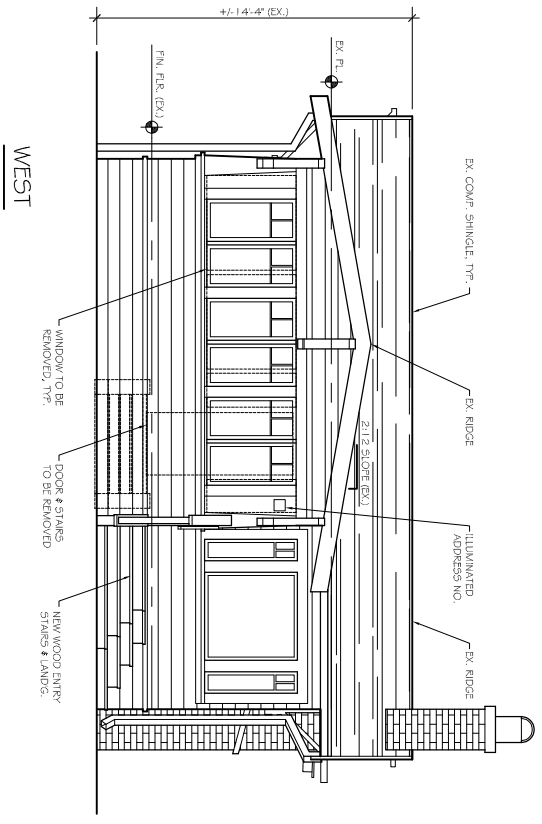 EX. COMP. SHINGLE, TYP.
EX. RIDGE
ILLUMINATED
ADDRESS NO.
EX. RIDGE
+/-14'-4" (EX.)
EX. PL.
FIN. FLR. (EX.)
2:12 SLOPE (EX.)
WINDOW TO BE
REMOVED, TYP.
DOOR & STAIRS
TO BE REMOVED
NEW WOOD ENTRY
STAIRS & LANDG.
WEST